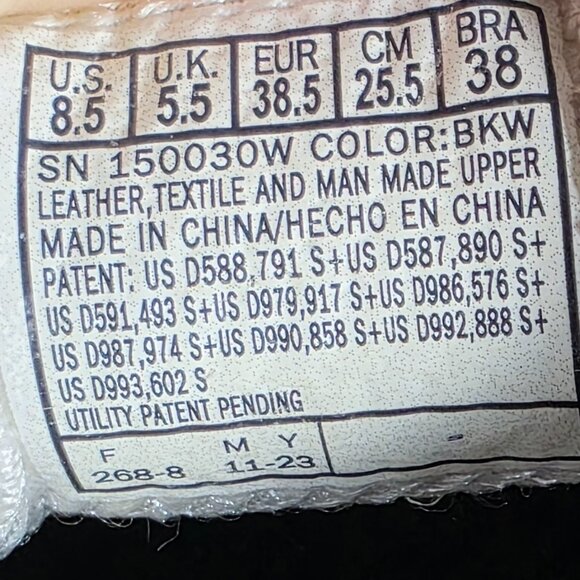 U.S. U.K. EUR CM BRA
8.5 5.5 38.5 25.5 38
SN 150030W COLOR:BKW
LEATHER,TEXTILE AND MAN MADE UPPER
MADE IN CHINA/HECHO EN CHINA
PATENT: US D588,791 S+US D587,890 S+
US D591,493 S+US D979,917 S+US D986,576 S+
US D987,974 S+US D990,858 S+US D992,888 S+
US D993,602 S
UTILITY PATENT PENDING
F M Y
268-8 11-23 -